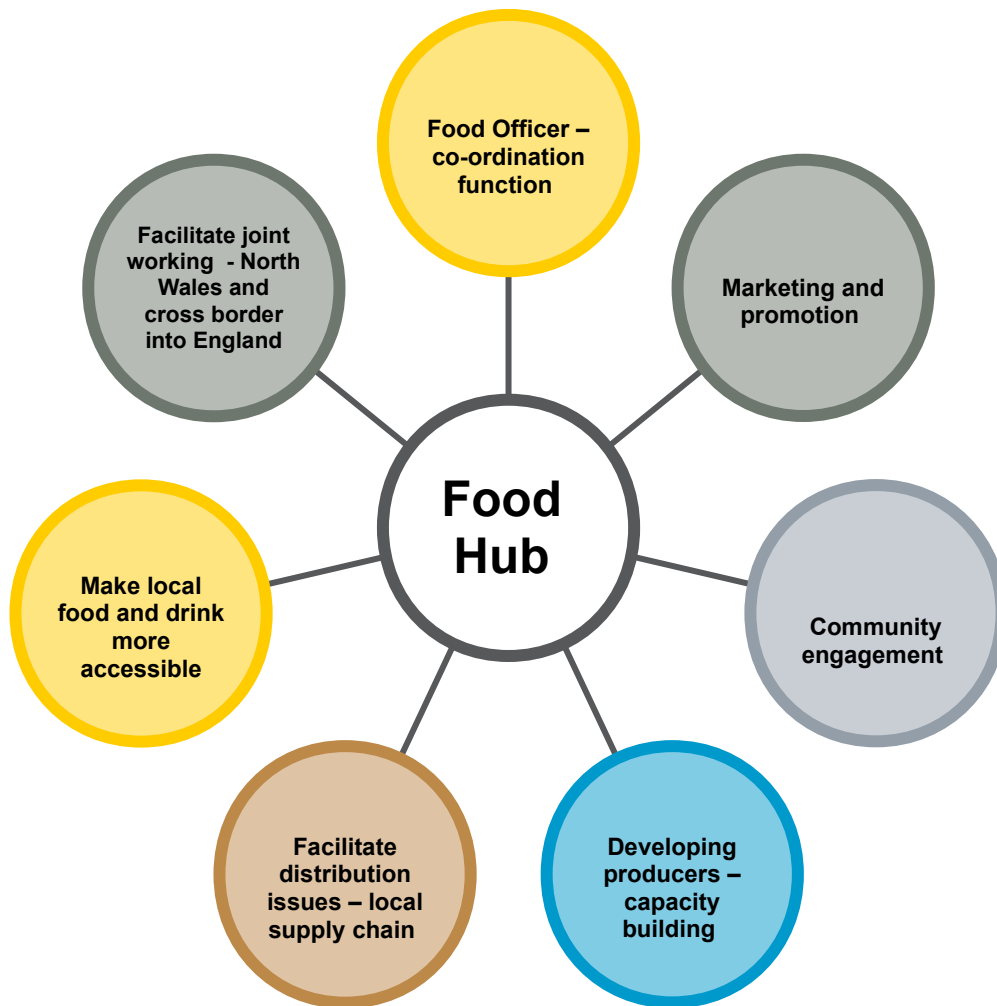 Food Officer –
co-ordination
function
Facilitate joint
working  - North
Wales and
cross border
into England
Marketing and
promotion
Food
Hub
Make local
food and drink
more
accessible
Community
engagement
Facilitate
distribution
issues – local
supply chain
Developing
producers –
capacity
building